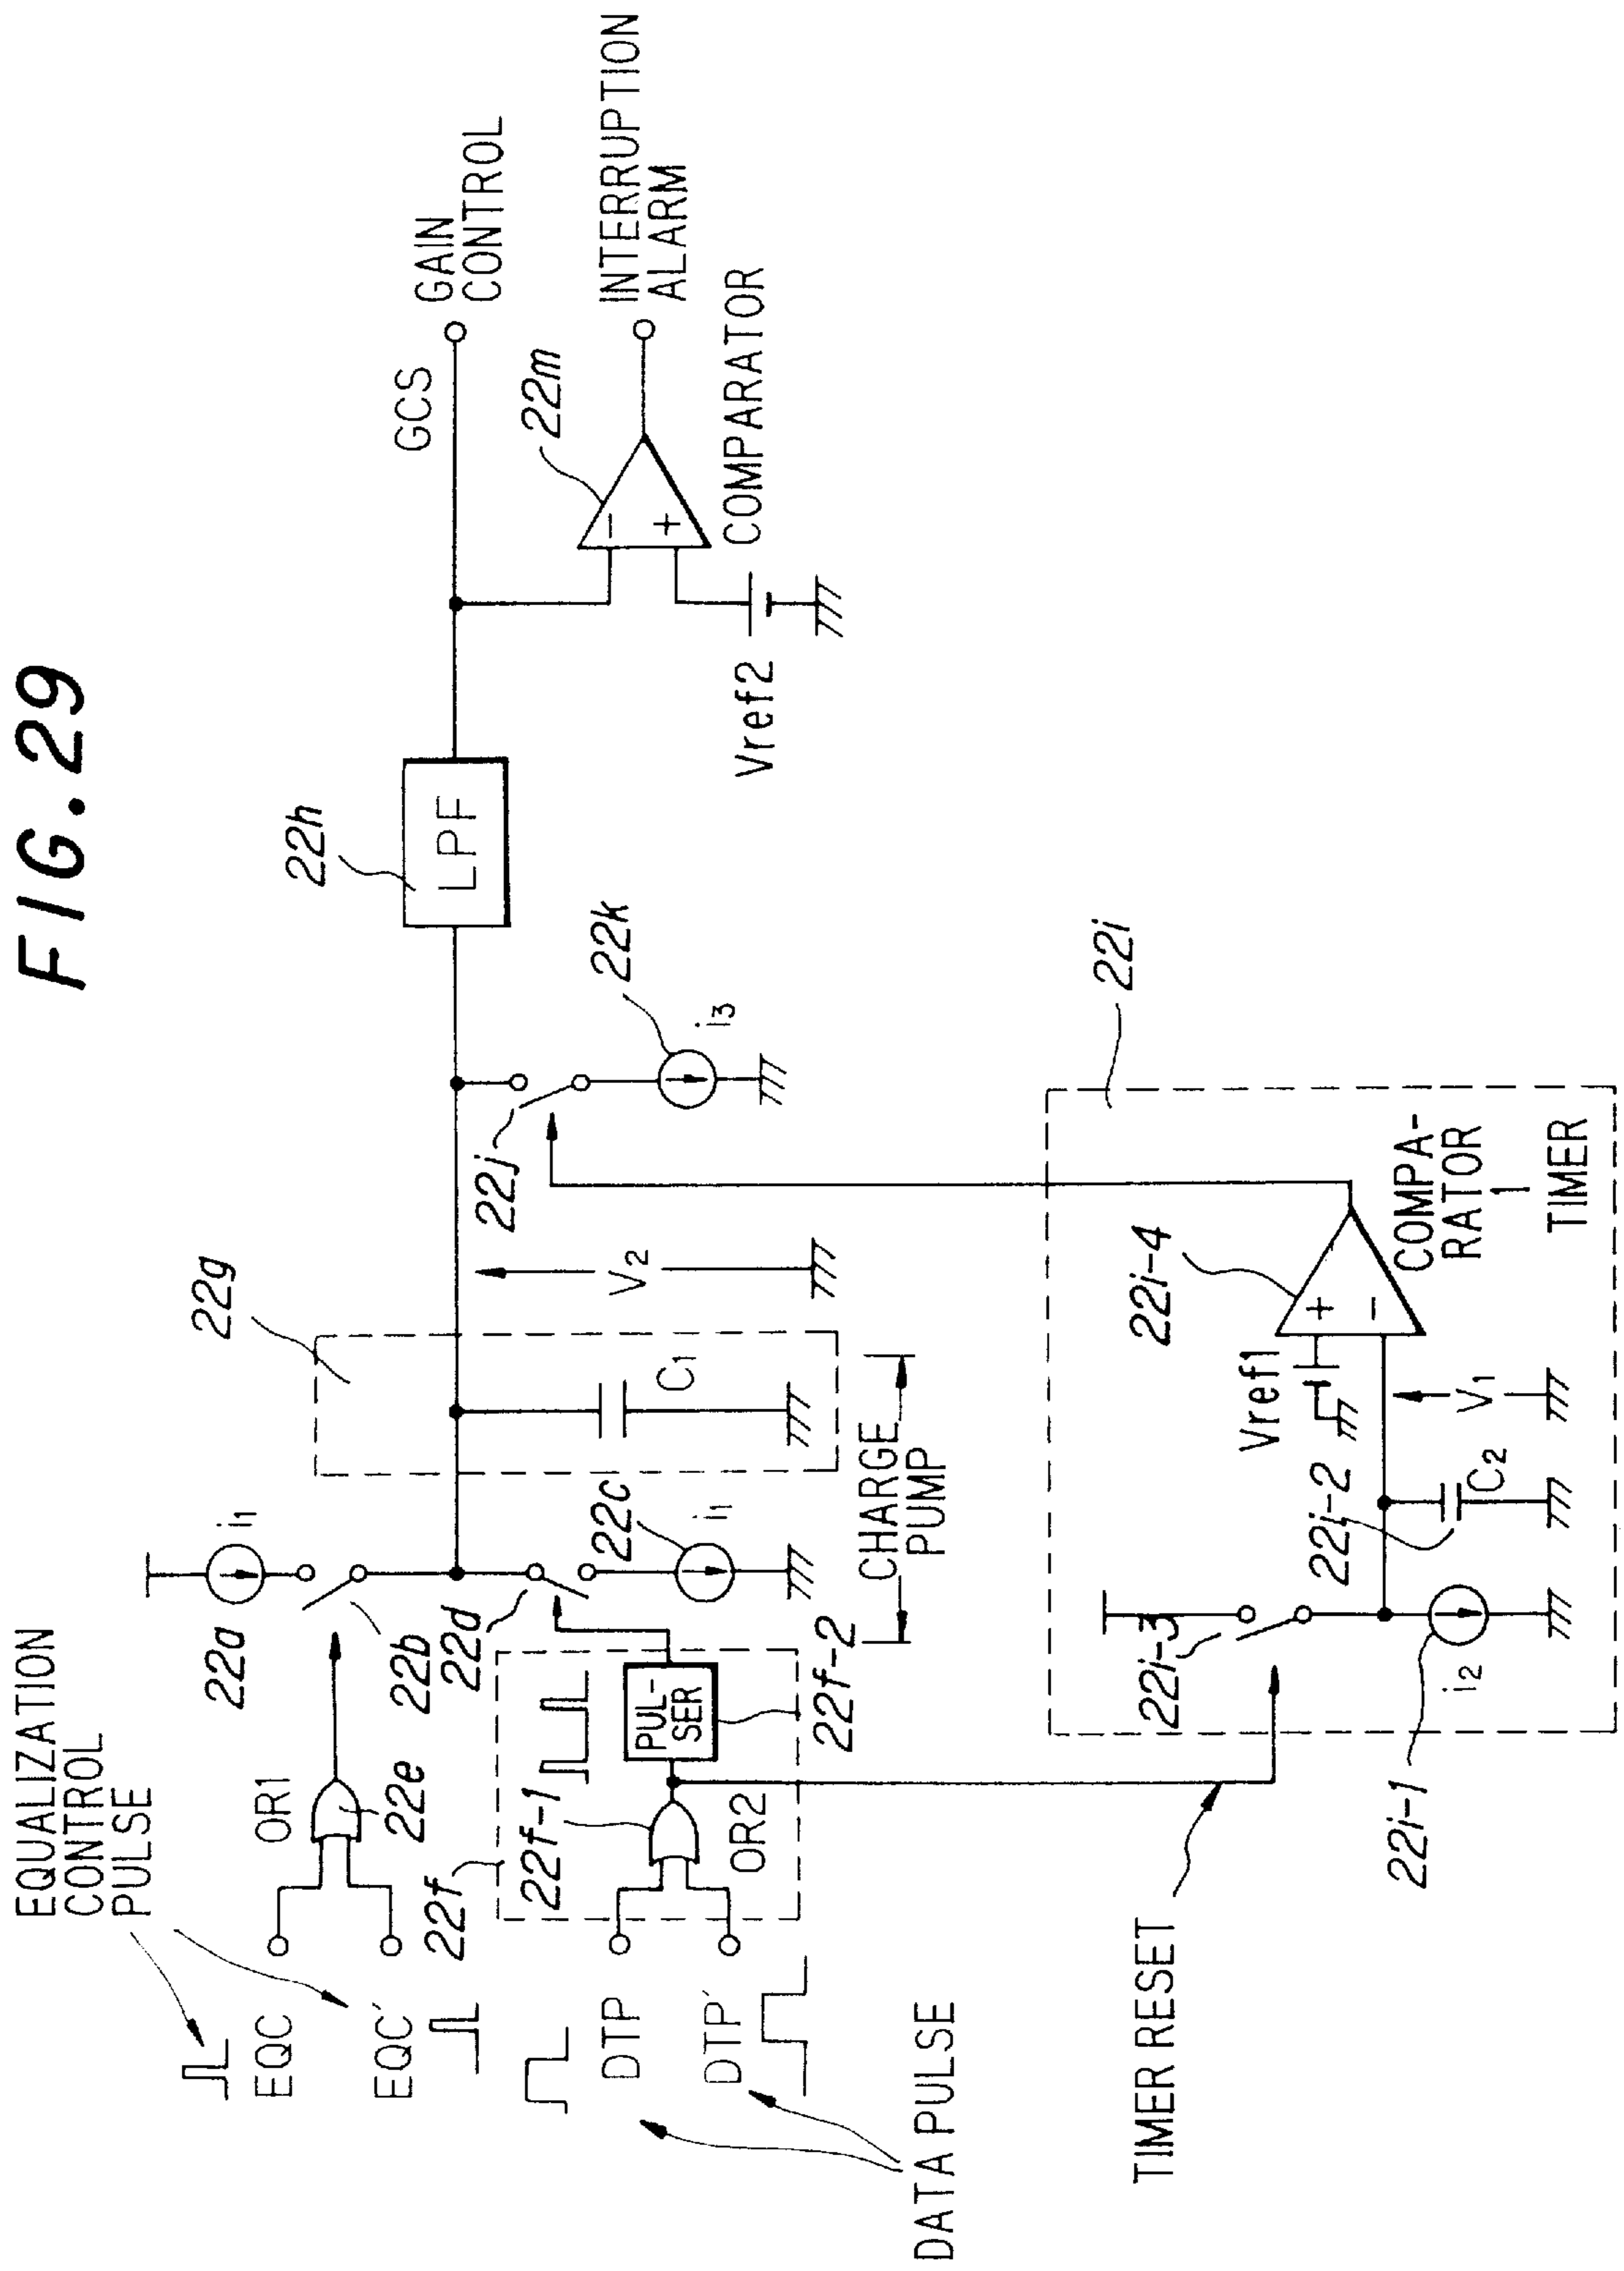 FIG. 29
EQUALIZATION
CONTROL
PULSE
EQC
EQC'
OR1
22e
22a
i1
22b
22d
22c
i1
22f
22f-1
OR2
PUL-
SER
22f-2
DTP
DTP'
DATA PULSE
CHARGE
PUMP
22g
C1
V2
22j
22k
i3
22h
LPF
GCS
GAIN
CONTROL
22m
INTERRUPTION
ALARM
COMPARATOR
Vref2
-
+
TIMER RESET
22i
22i-3
22i-1
i2
22i-2
C2
V1
Vref1
22i-4
+
-
COMPA-
RATOR
1
TIMER